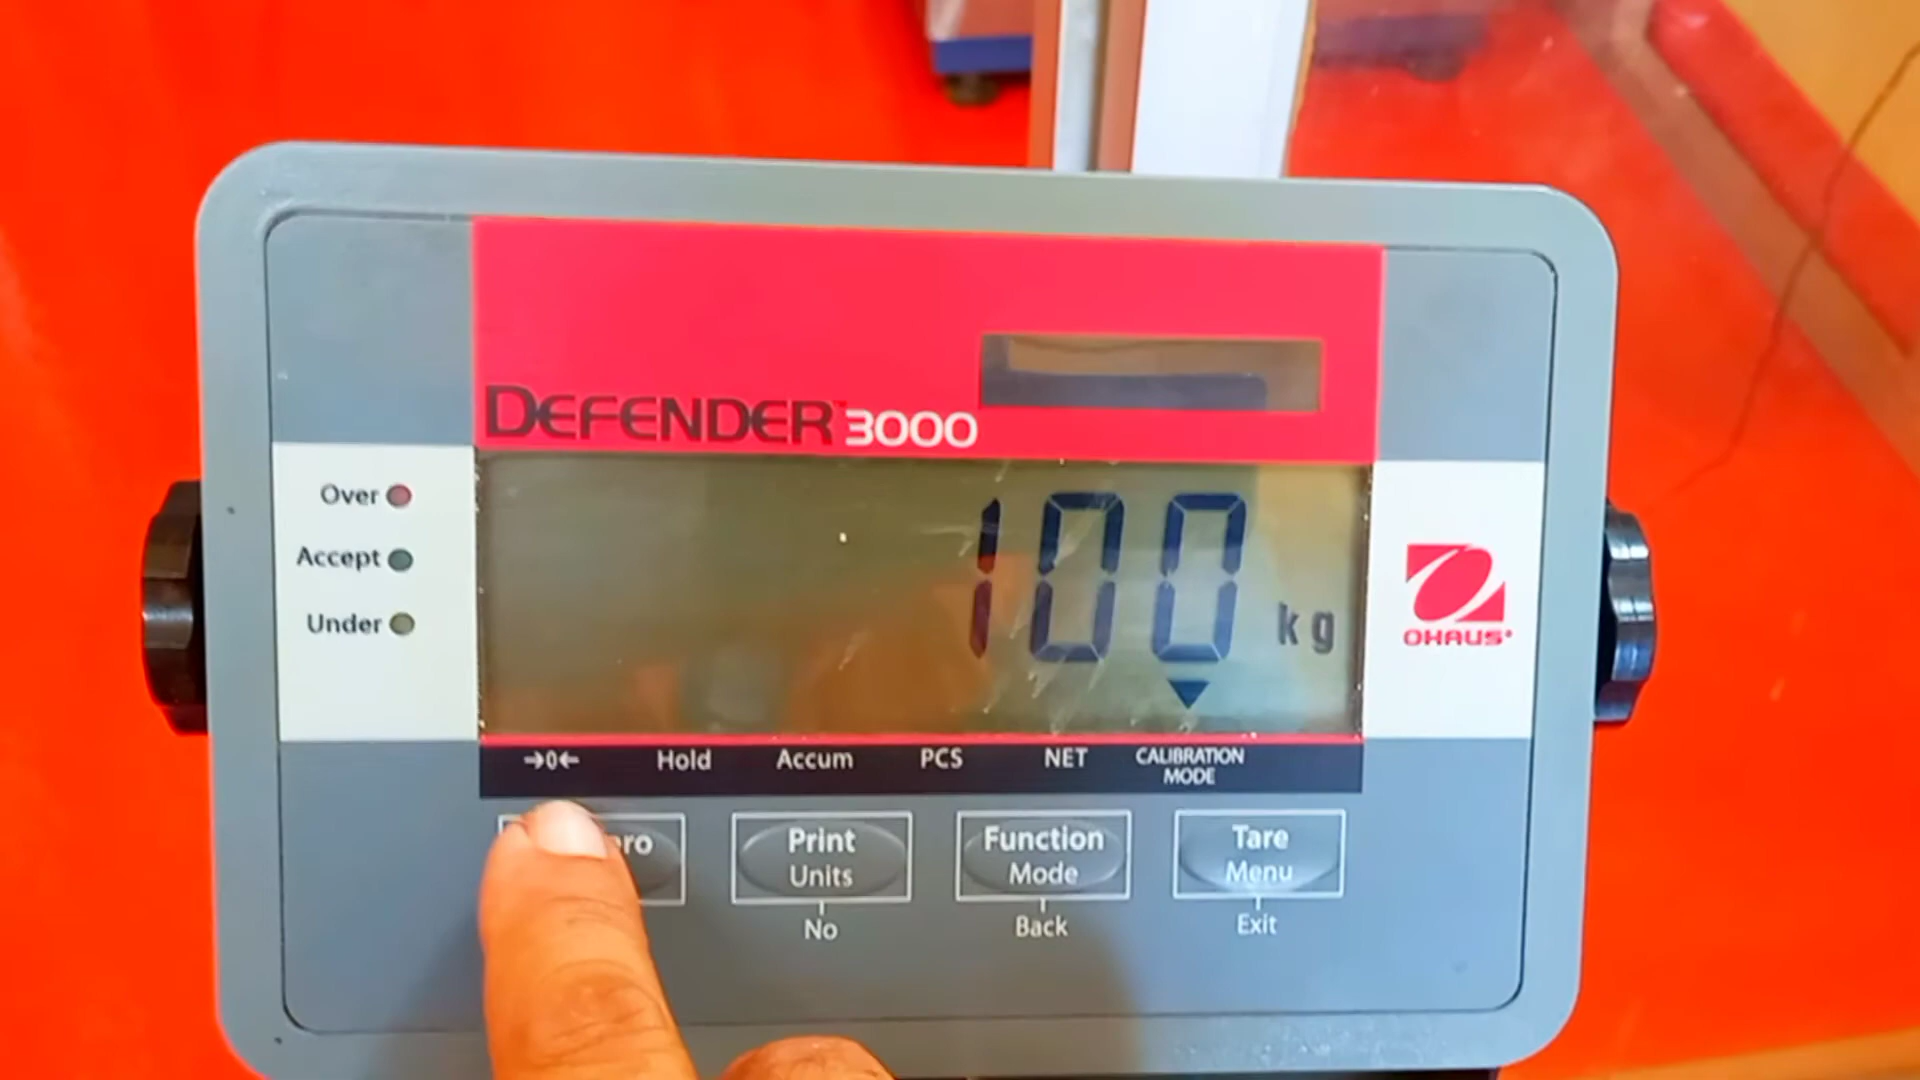 DEFENDER™ 3000
Over
Accept
Under
100 kg
OHAUS®
→0← Hold Accum PCS NET CALIBRATION MODE
Print Function Tare
Units Mode Menu
No Back Exit